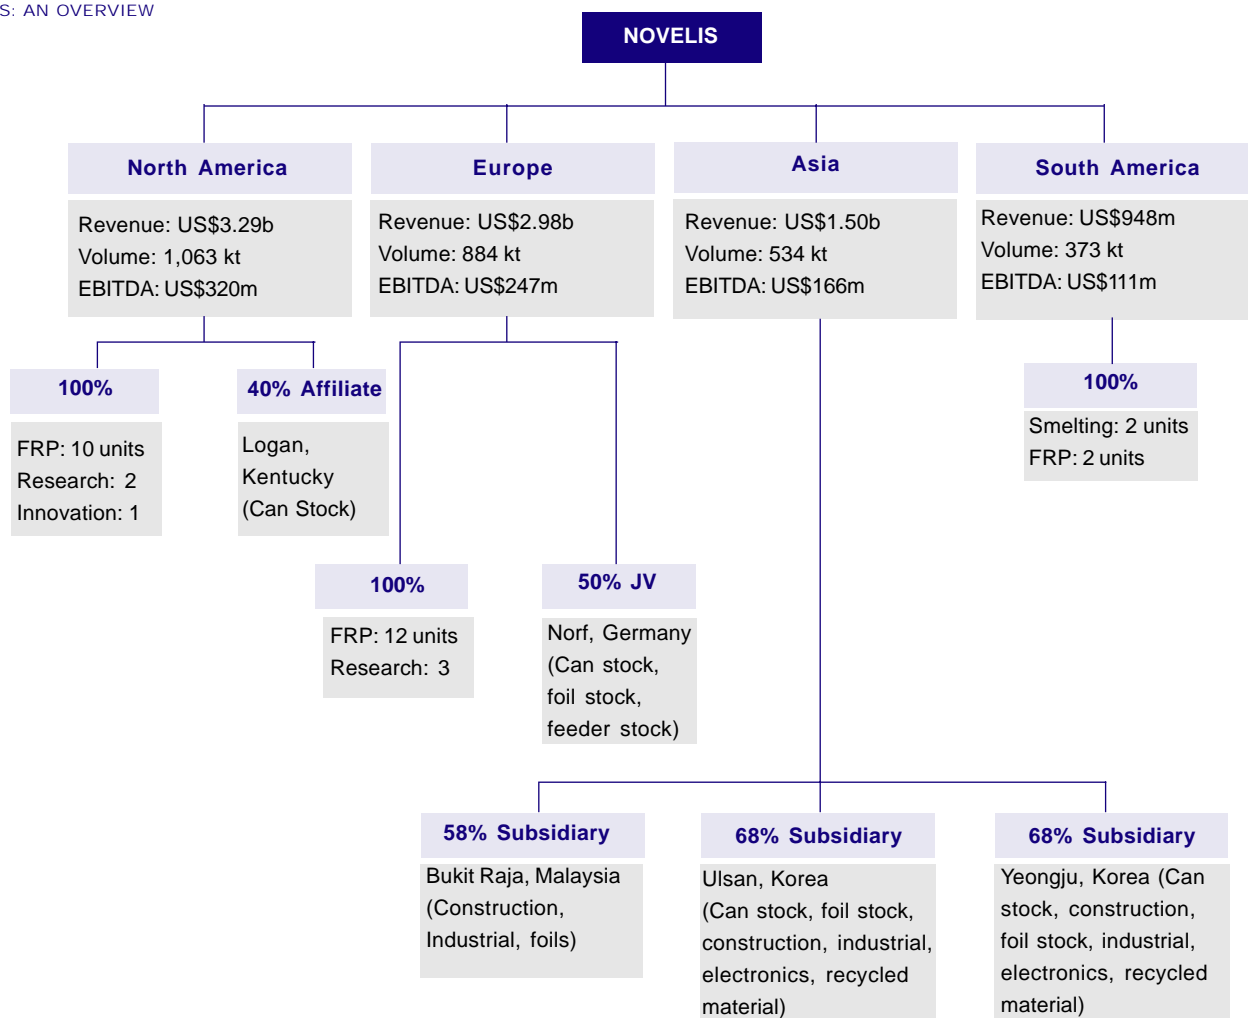 S: AN OVERVIEW
NOVELIS
North America
Revenue: US$3.29b
Volume: 1,063 kt
EBITDA: US$320m
Europe
Revenue: US$2.98b
Volume: 884 kt
EBITDA: US$247m
Asia
Revenue: US$1.50b
Volume: 534 kt
EBITDA: US$166m
South America
Revenue: US$948m
Volume: 373 kt
EBITDA: US$111m
100%
FRP: 10 units
Research: 2
Innovation: 1
40% Affiliate
Logan,
Kentucky
(Can Stock)
100%
FRP: 12 units
Research: 3
50% JV
Norf, Germany
(Can stock,
foil stock,
feeder stock)
100%
Smelting: 2 units
FRP: 2 units
58% Subsidiary
Bukit Raja, Malaysia
(Construction,
Industrial, foils)
68% Subsidiary
Ulsan, Korea
(Can stock, foil stock,
construction, industrial,
electronics, recycled
material)
68% Subsidiary
Yeongju, Korea (Can
stock, construction,
foil stock, industrial,
electronics, recycled
material)